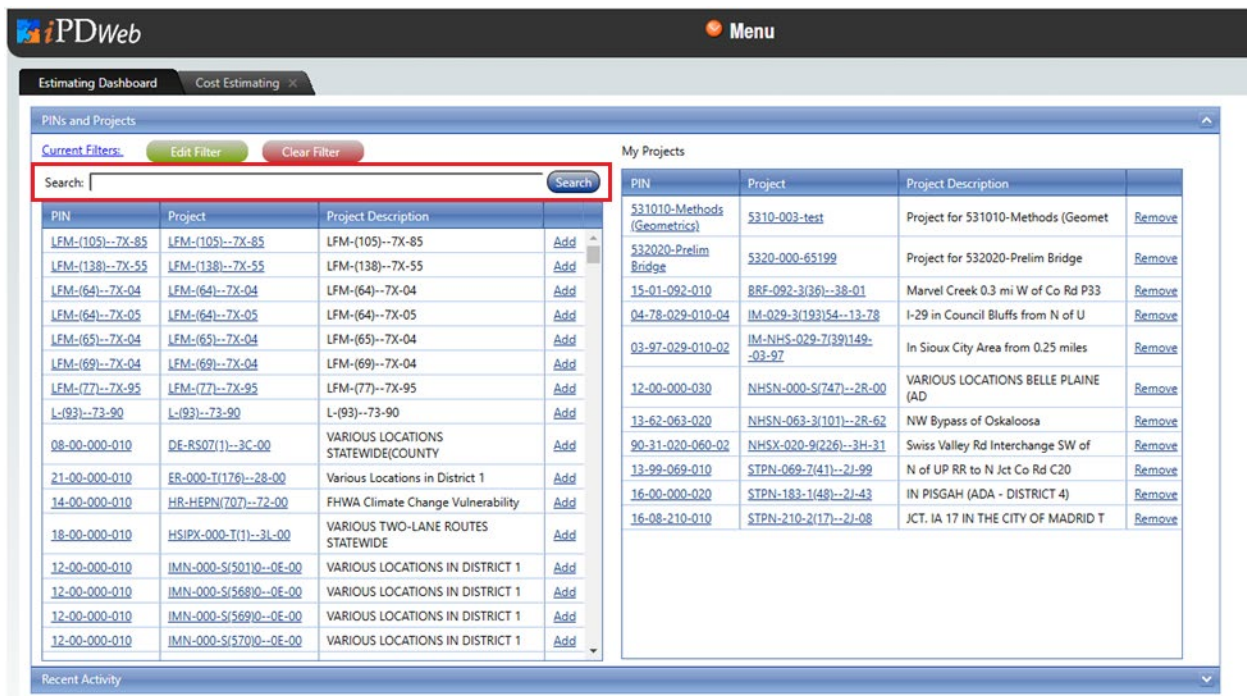 iPDWeb
Menu
Estimating Dashboard
Cost Estimating ×
PINs and Projects
Current Filters:
Edit Filter
Clear Filter
Search:
Search
PIN Project Project Description
LFM-(105)--7X-85 LFM-(105)--7X-85 LFM-(105)--7X-85 Add
LFM-(138)--7X-55 LFM-(138)--7X-55 LFM-(138)--7X-55 Add
LFM-(64)--7X-04 LFM-(64)--7X-04 LFM-(64)--7X-04 Add
LFM-(64)--7X-05 LFM-(64)--7X-05 LFM-(64)--7X-05 Add
LFM-(65)--7X-04 LFM-(65)--7X-04 LFM-(65)--7X-04 Add
LFM-(69)--7X-04 LFM-(69)--7X-04 LFM-(69)--7X-04 Add
LFM-(77)--7X-95 LFM-(77)--7X-95 LFM-(77)--7X-95 Add
L-(93)--73-90 L-(93)--73-90 L-(93)--73-90 Add
08-00-000-010 DE-RS07(1)--3C-00 VARIOUS LOCATIONS
STATEWIDE(COUNTY Add
21-00-000-010 ER-000-T(176)--28-00 Various Locations in District 1 Add
14-00-000-010 HR-HEPN(707)--72-00 FHWA Climate Change Vulnerability Add
18-00-000-010 HSIPX-000-T(1)--3L-00 VARIOUS TWO-LANE ROUTES
STATEWIDE Add
12-00-000-010 IMN-000-S(501)0--0E-00 VARIOUS LOCATIONS IN DISTRICT 1 Add
12-00-000-010 IMN-000-S(568)0--0E-00 VARIOUS LOCATIONS IN DISTRICT 1 Add
12-00-000-010 IMN-000-S(569)0--0E-00 VARIOUS LOCATIONS IN DISTRICT 1 Add
12-00-000-010 IMN-000-S(570)0--0E-00 VARIOUS LOCATIONS IN DISTRICT 1 Add
My Projects
PIN Project Project Description
531010-Methods
(Geometrics) 5310-003-test Project for 531010-Methods (Geomet Remove
532020-Prelim
Bridge 5320-000-65199 Project for 532020-Prelim Bridge Remove
15-01-092-010 BRF-092-3(36)--38-01 Marvel Creek 0.3 mi W of Co Rd P33 Remove
04-78-029-010-04 IM-029-3(193)54--13-78 I-29 in Council Bluffs from N of U Remove
03-97-029-010-02 IM-NHS-029-7(39)149-
-03-97 In Sioux City Area from 0.25 miles Remove
12-00-000-030 NHSN-000-S(747)--2R-00 VARIOUS LOCATIONS BELLE PLAINE
(AD Remove
13-62-063-020 NHSN-063-3(101)--2R-62 NW Bypass of Oskaloosa Remove
90-31-020-060-02 NHSX-020-9(226)--3H-31 Swiss Valley Rd Interchange SW of Remove
13-99-069-010 STPN-069-7(41)--2J-99 N of UP RR to N Jct Co Rd C20 Remove
16-00-000-020 STPN-183-1(48)--2J-43 IN PISGAH (ADA - DISTRICT 4) Remove
16-08-210-010 STPN-210-2(17)--2J-08 JCT. IA 17 IN THE CITY OF MADRID T Remove
Recent Activity